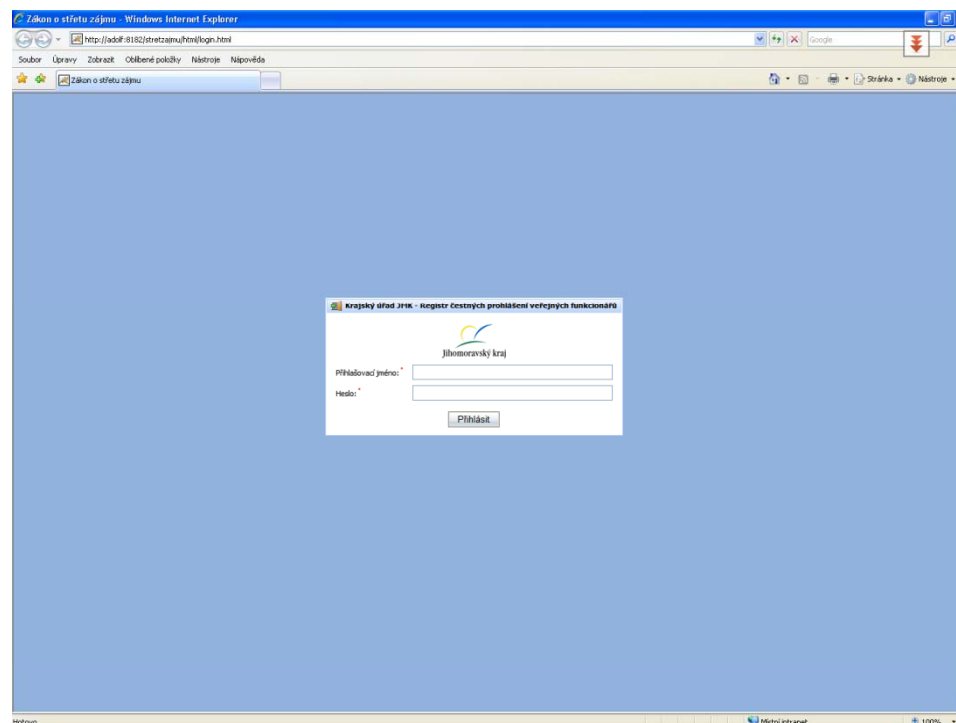 Zákon o střetu zájmu - Windows Internet Explorer
http://adolf:8182/stretzajmu/html/login.html
Google
Soubor Úpravy Zobrazit Oblíbené položky Nástroje Nápověda
Zákon o střetu zájmu
Stránka
Nástroje
Krajský úřad JMK - Registr čestných prohlášení veřejných funkcionářů
Jihomoravský kraj
Přihlašovací jméno: *
Heslo: *
Přihlásit
Hotovo
Místní intranet
100%